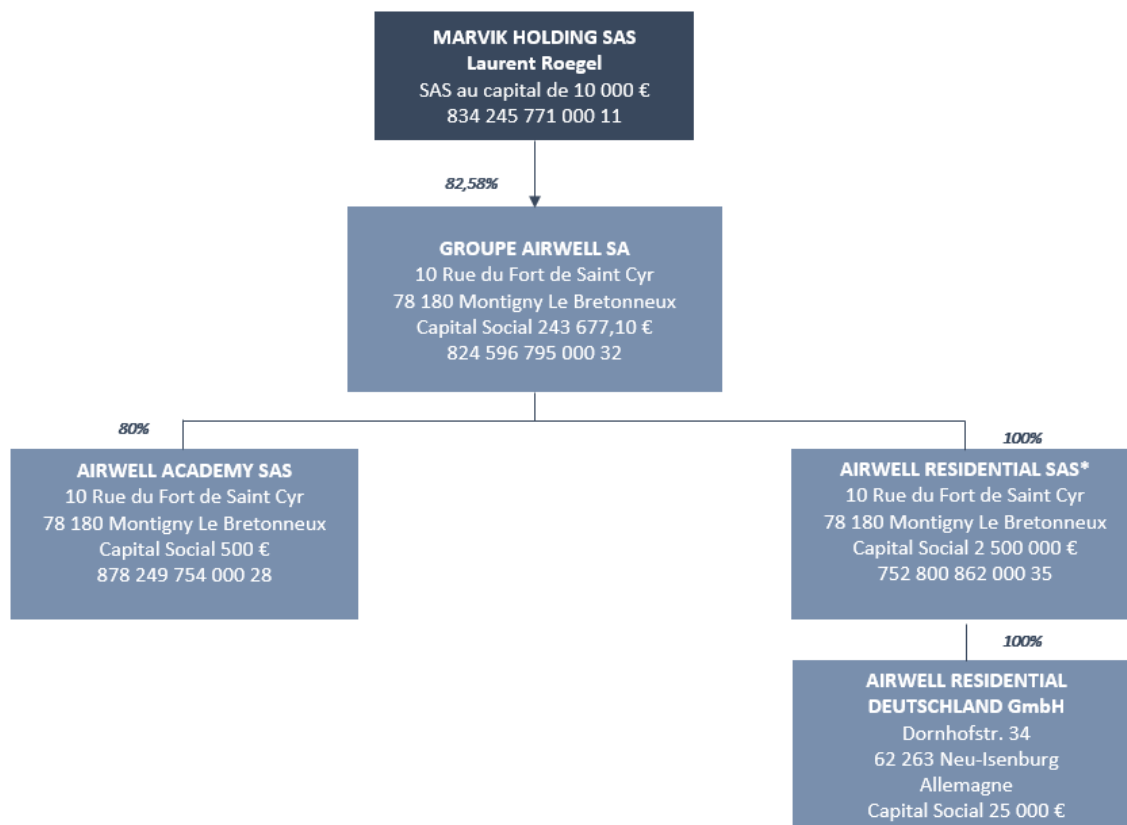 MARVIK HOLDING SAS
Laurent Roegel
SAS au capital de 10 000 €
834 245 771 000 11
82,58%
GROUPE AIRWELL SA
10 Rue du Fort de Saint Cyr
78 180 Montigny Le Bretonneux
Capital Social 243 677,10 €
824 596 795 000 32
80%
AIRWELL ACADEMY SAS
10 Rue du Fort de Saint Cyr
78 180 Montigny Le Bretonneux
Capital Social 500 €
878 249 754 000 28
100%
AIRWELL RESIDENTIAL SAS*
10 Rue du Fort de Saint Cyr
78 180 Montigny Le Bretonneux
Capital Social 2 500 000 €
752 800 862 000 35
100%
AIRWELL RESIDENTIAL
DEUTSCHLAND GmbH
Dornhofstr. 34
62 263 Neu-Isenburg
Allemagne
Capital Social 25 000 €